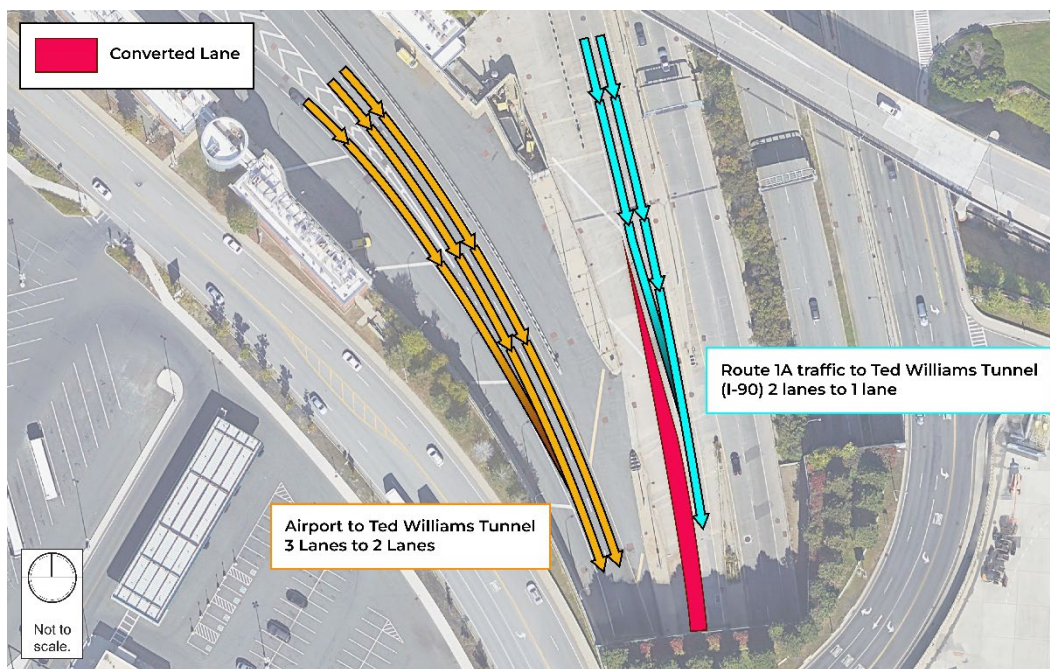 Converted Lane
Route 1A traffic to Ted Williams Tunnel
(I-90) 2 lanes to 1 lane
Airport to Ted Williams Tunnel
3 Lanes to 2 Lanes
Not to
scale.